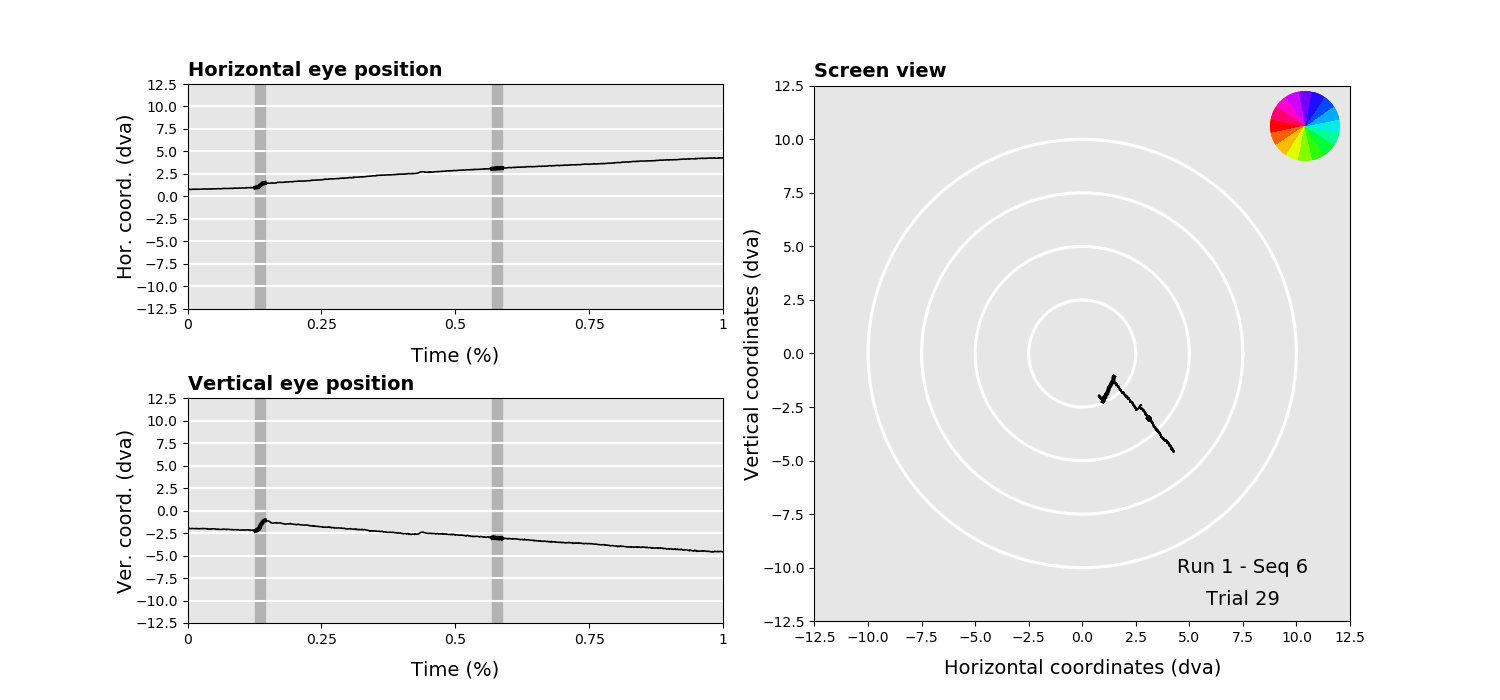 Horizontal eye position
Hor. coord. (dva)
12.5
10.0
7.5
5.0
2.5
0.0
−2.5
−5.0
−7.5
−10.0
−12.5
0 0.25 0.5 0.75 1
Time (%)
Vertical eye position
Ver. coord. (dva)
12.5
10.0
7.5
5.0
2.5
0.0
−2.5
−5.0
−7.5
−10.0
−12.5
0 0.25 0.5 0.75 1
Time (%)
Screen view
Vertical coordinates (dva)
12.5
10.0
7.5
5.0
2.5
0.0
−2.5
−5.0
−7.5
−10.0
−12.5
Run 1 - Seq 6
Trial 29
−12.5 −10.0 −7.5 −5.0 −2.5 0.0 2.5 5.0 7.5 10.0 12.5
Horizontal coordinates (dva)